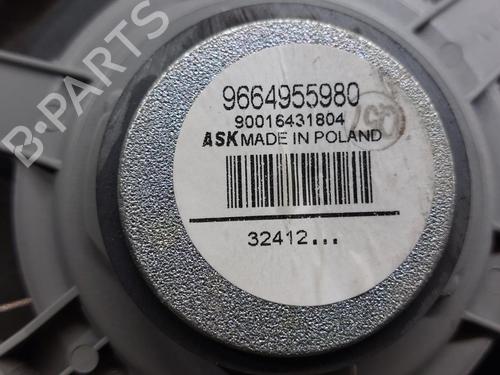 B-PARTS
9664955980
90016431804
ASK MADE IN POLAND
32412...